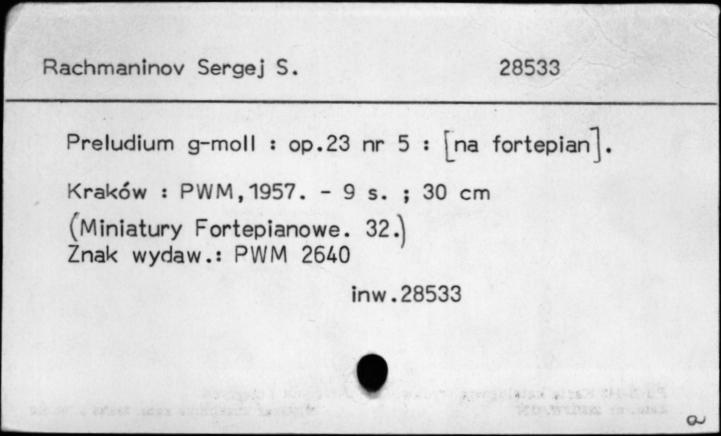 Rachmaninov Sergej S. 28533
Preludium g-moll : op.23 nr 5 : [na fortepian].
Kraków : PWM,1957. - 9 s. ; 30 cm
(Miniatury Fortepianowe. 32.)
Znak wydaw.: PWM 2640
inw.28533